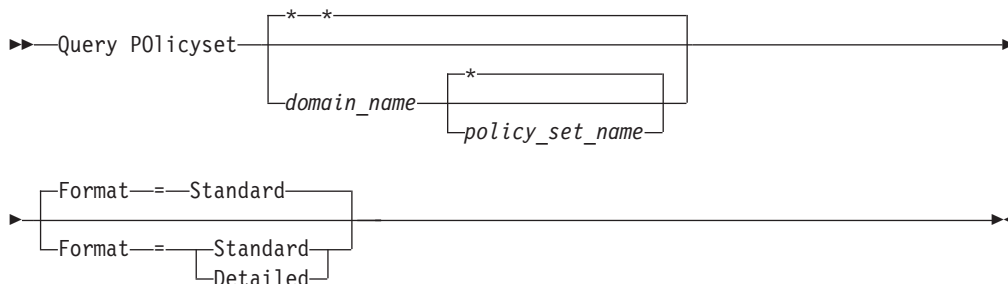 * *
Query POlicyset
*
domain_name
policy_set_name
Format = Standard
Format = Standard
Detailed